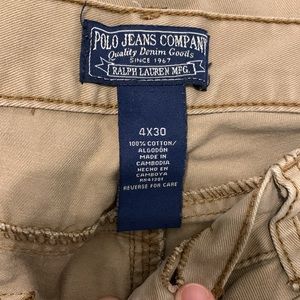 POLO JEANS COMPANY
Quality Denim Goods
SINCE 1967
RALPH LAUREN MFG.
4X30
100% COTTON/
ALGODÓN
MADE IN
CAMBODIA
HECHO EN
CAMBOYA
REVERSE FOR CARE